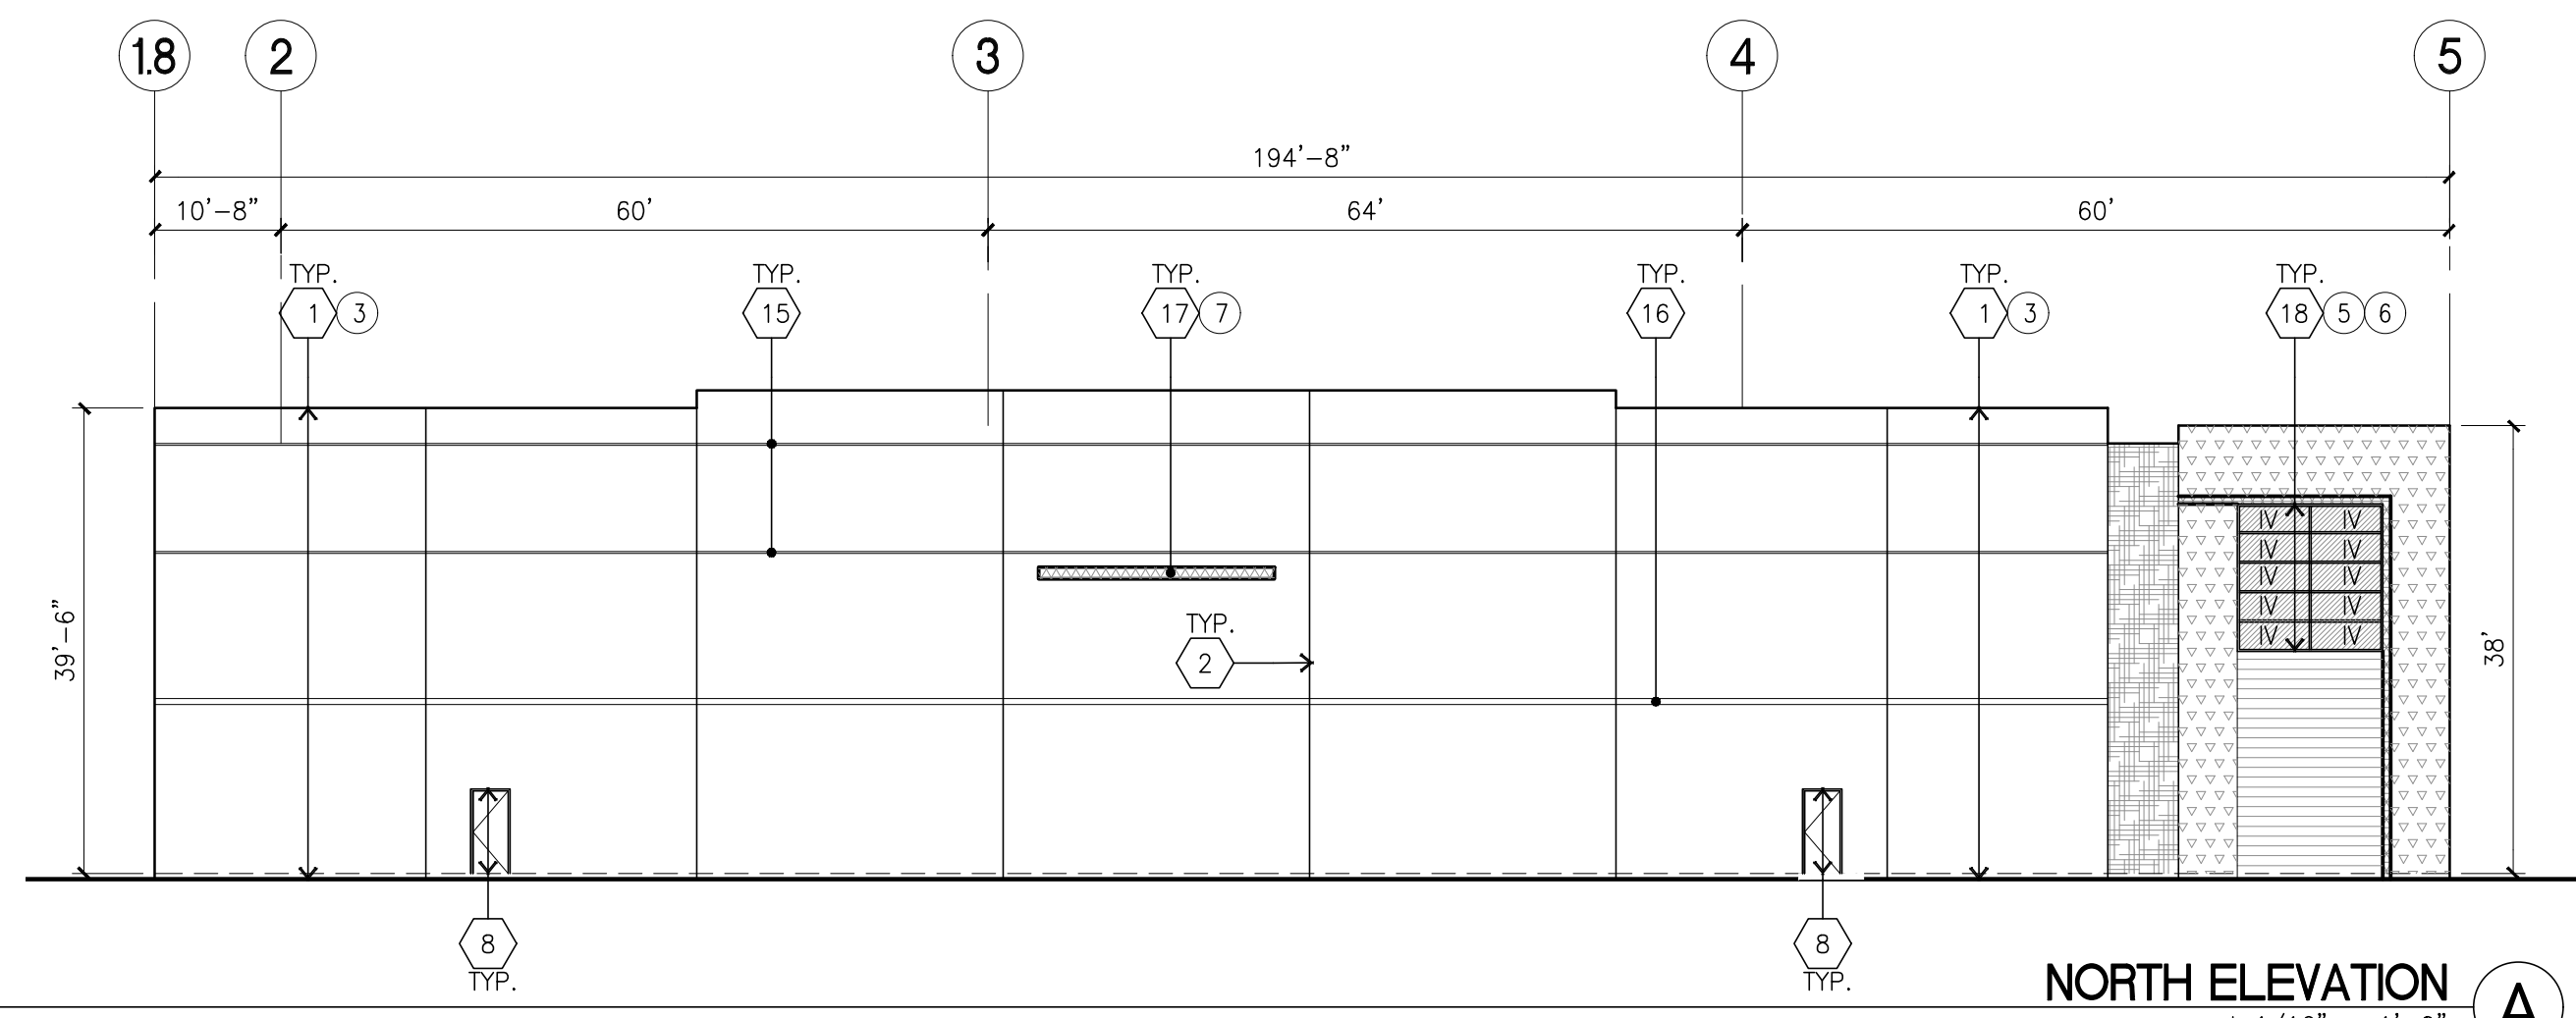 1.8 2 3 4 5
194'-8"
10'-8" 60' 64' 60'
TYP. TYP. TYP. TYP. TYP. TYP.
1 3 15 17 7 16 1 3 18 5 6
IV IV
IV IV
IV IV
IV IV
IV IV
39'-6"
TYP.
2
38'
8 8
TYP. TYP.
NORTH ELEVATION
A